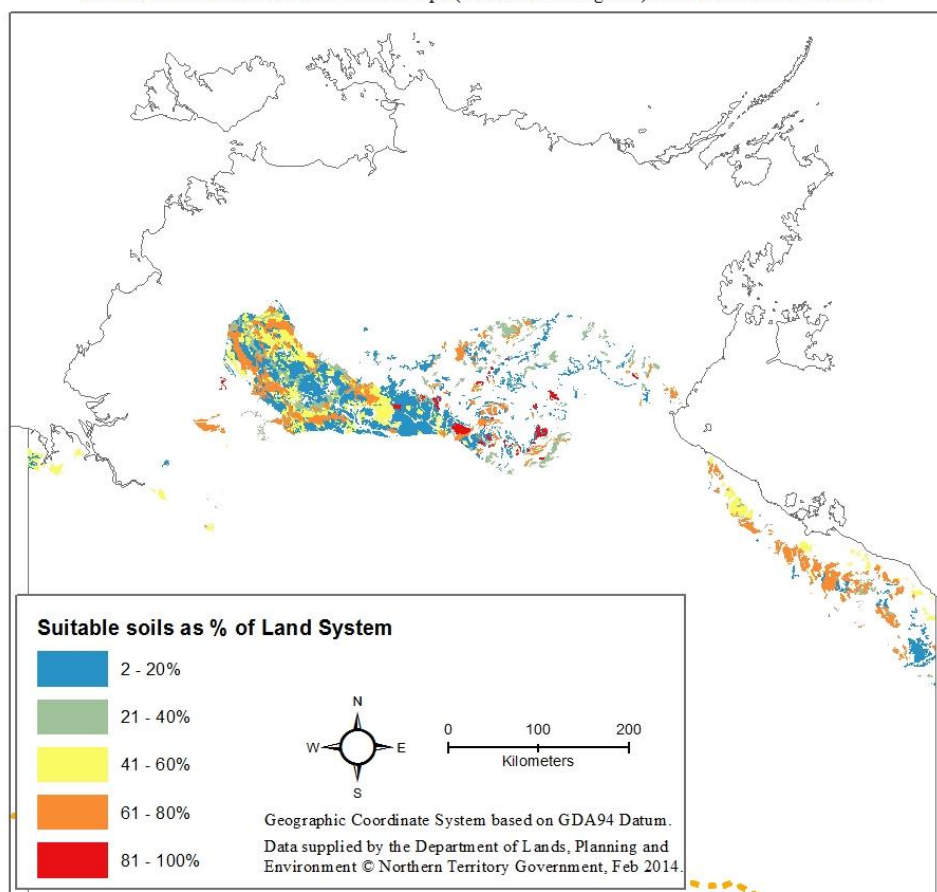 Suitable soils as % of Land System
2 - 20%
21 - 40%
41 - 60%
61 - 80%
81 - 100%
N
W E
S
0 100 200
Kilometers
Geographic Coordinate System based on GDA94 Datum.
Data supplied by the Department of Lands, Planning and
Environment © Northern Territory Government, Feb 2014.